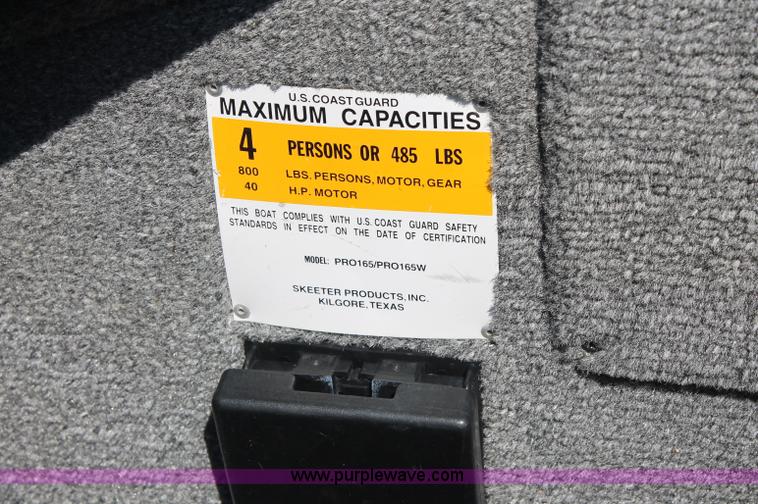 U.S. COAST GUARD
MAXIMUM CAPACITIES
4 PERSONS OR 485 LBS
800 LBS. PERSONS, MOTOR, GEAR
40 H.P. MOTOR
THIS BOAT COMPLIES WITH U.S. COAST GUARD SAFETY
STANDARDS IN EFFECT ON THE DATE OF CERTIFICATION
MODEL: PRO165/PRO165W
SKEETER PRODUCTS, INC.
KILGORE, TEXAS
www.purplewave.com